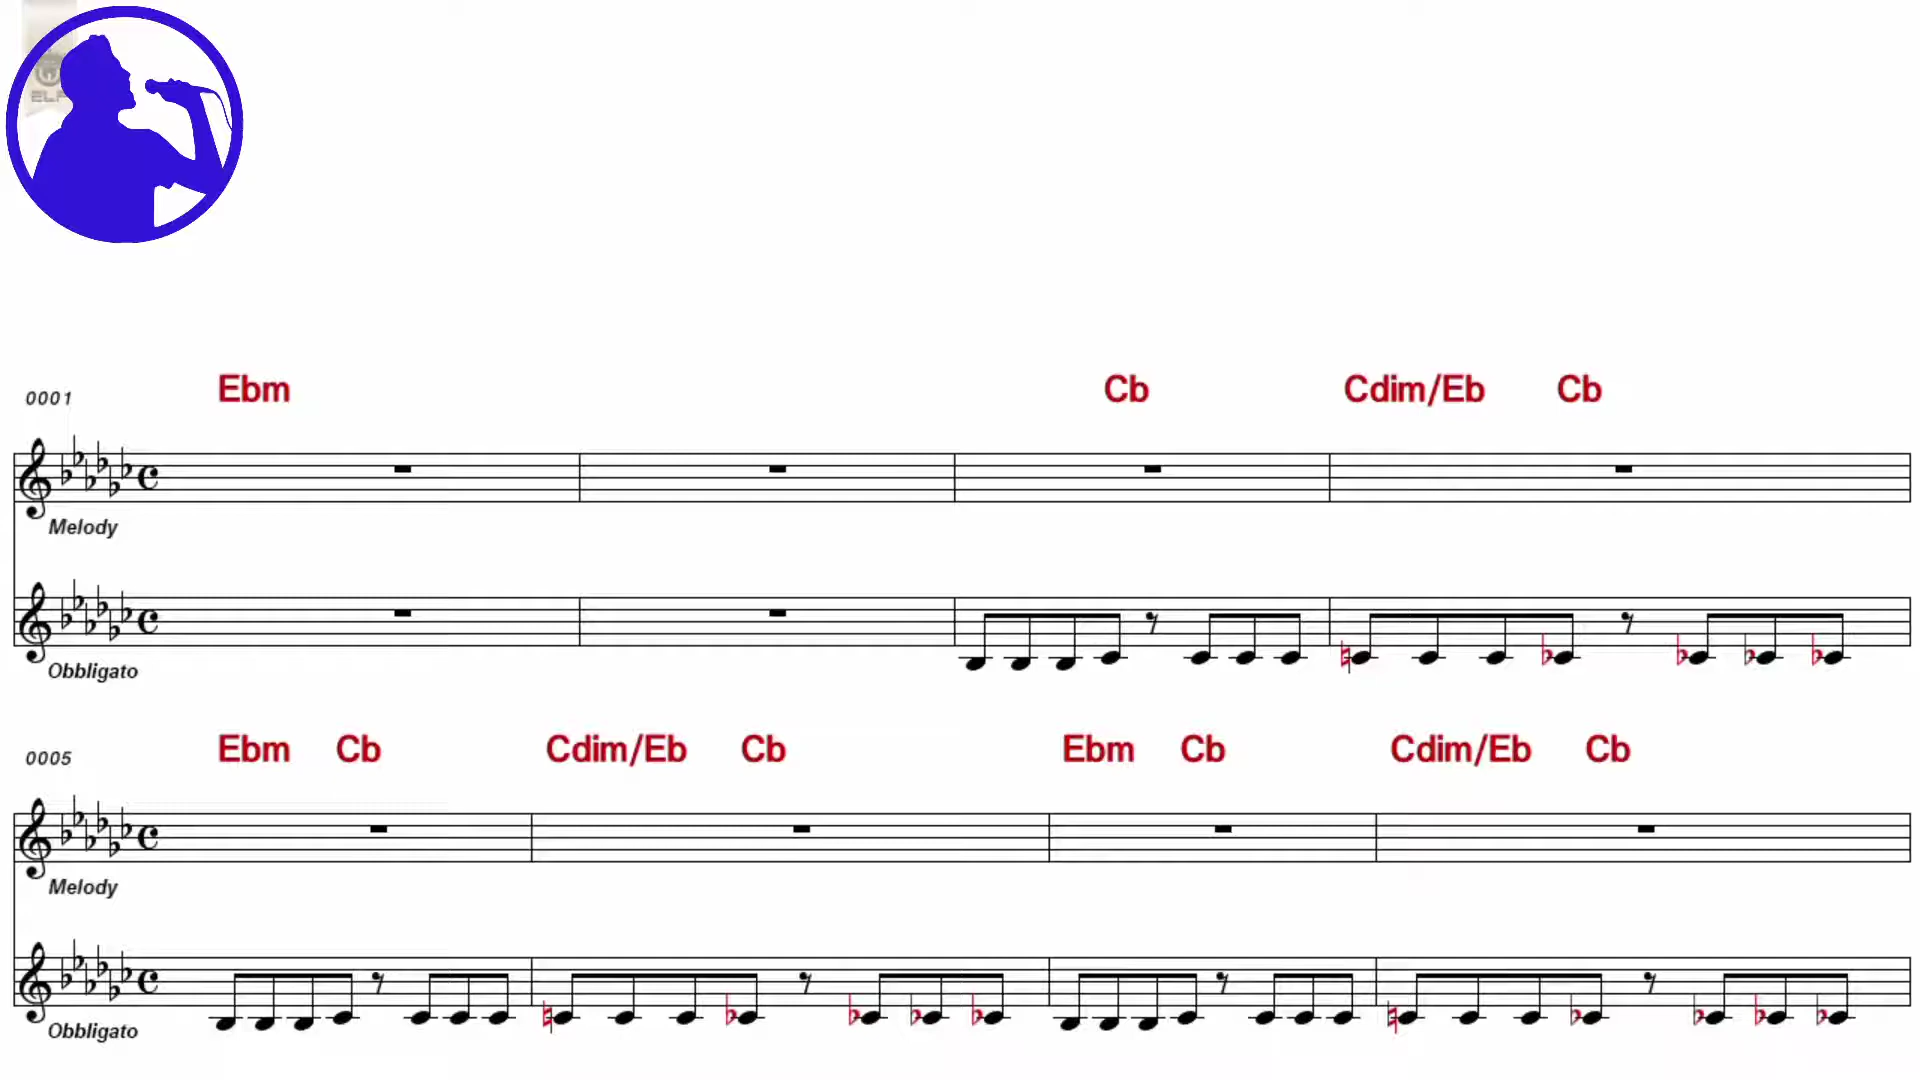 0001 Ebm Cb Cdim/Eb Cb
Melody
Obbligato
0005 Ebm Cb Cdim/Eb Cb Ebm Cb Cdim/Eb Cb
Melody
Obbligato